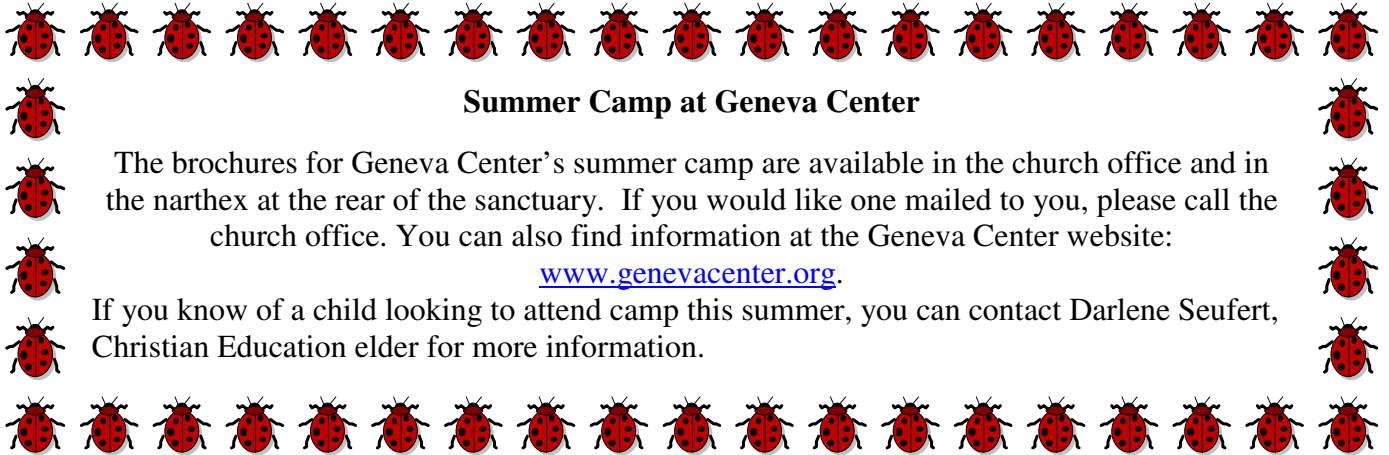 Summer Camp at Geneva Center
The brochures for Geneva Center’s summer camp are available in the church office and in
the narthex at the rear of the sanctuary.  If you would like one mailed to you, please call the
church office. You can also find information at the Geneva Center website:
www.genevacenter.org.
If you know of a child looking to attend camp this summer, you can contact Darlene Seufert,
Christian Education elder for more information.